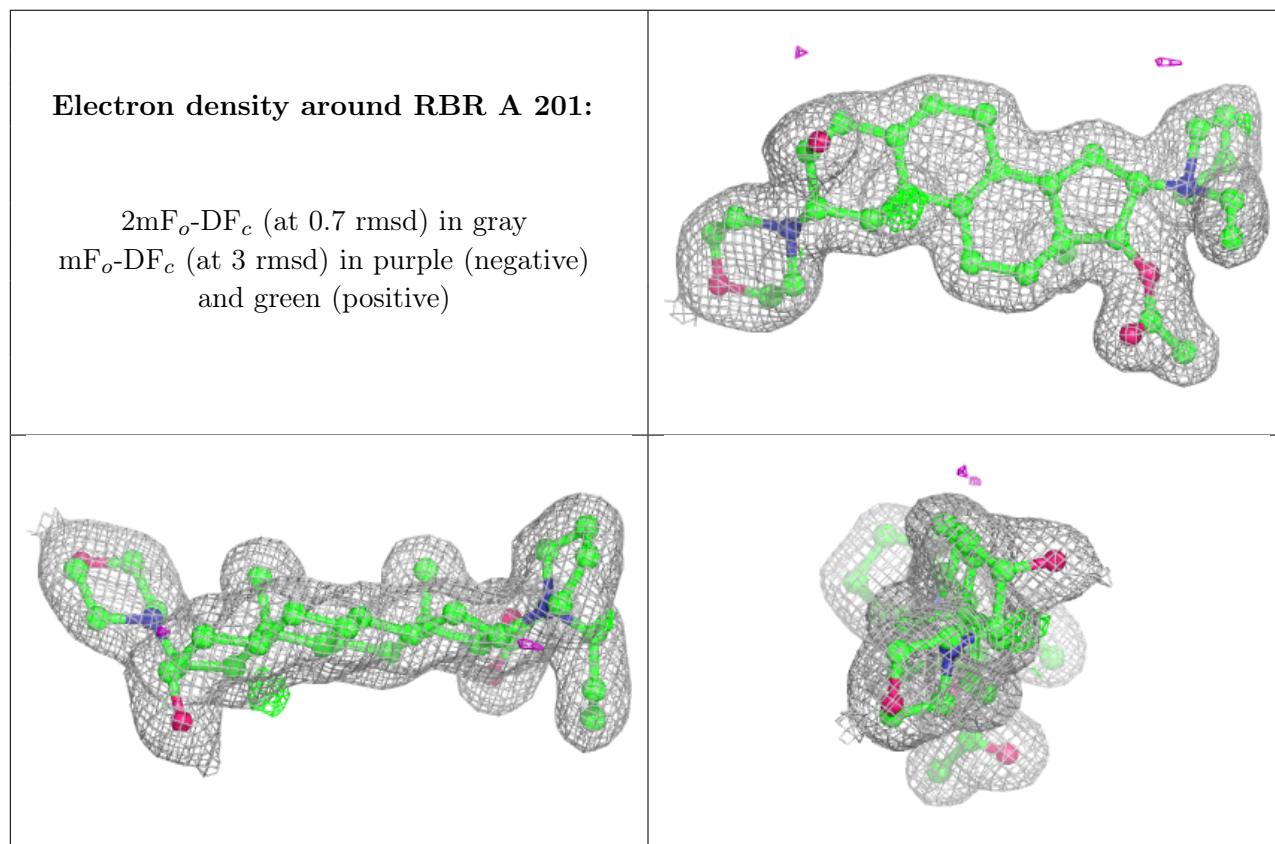 Electron density around RBR A 201:
2mFo-DFc (at 0.7 rmsd) in gray
mFo-DFc (at 3 rmsd) in purple (negative)
and green (positive)